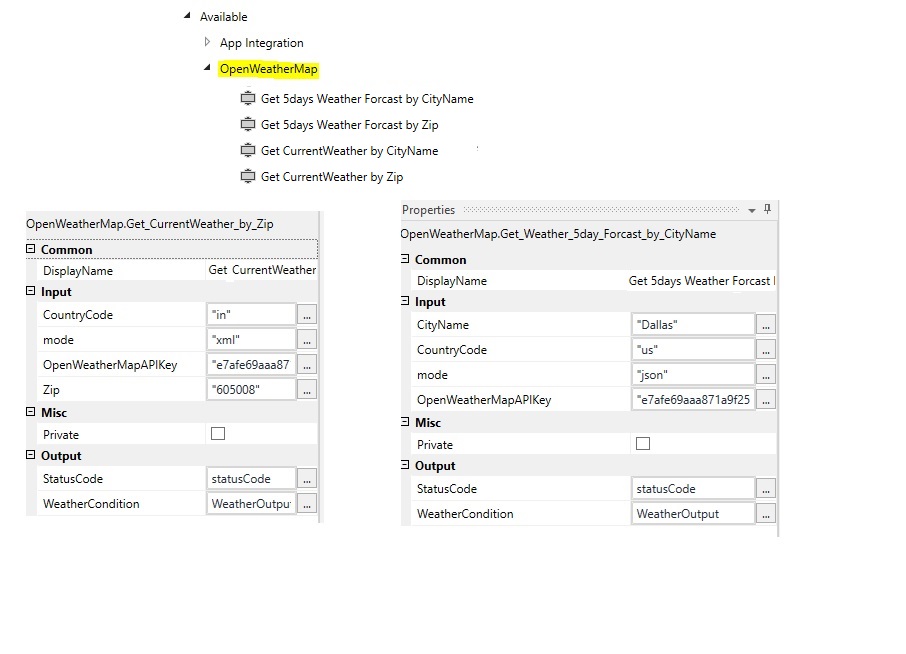 Available
App Integration
OpenWeatherMap
Get 5days Weather Forcast by CityName
Get 5days Weather Forcast by Zip
Get CurrentWeather by CityName
Get CurrentWeather by Zip
OpenWeatherMap.Get_CurrentWeather_by_Zip
Common
DisplayName Get CurrentWeather
Input
CountryCode "in" ...
mode "xml" ...
OpenWeatherMapAPIKey "e7afe69aaa87 ...
Zip "605008" ...
Misc
Private
Output
StatusCode statusCode ...
WeatherCondition WeatherOutpu ...
Properties
OpenWeatherMap.Get_Weather_5day_Forcast_by_CityName
Common
DisplayName Get 5days Weather Forcast
Input
CityName "Dallas" ...
CountryCode "us" ...
mode "json" ...
OpenWeatherMapAPIKey "e7afe69aaa871a9f25 ...
Misc
Private
Output
StatusCode statusCode ...
WeatherCondition WeatherOutput ...